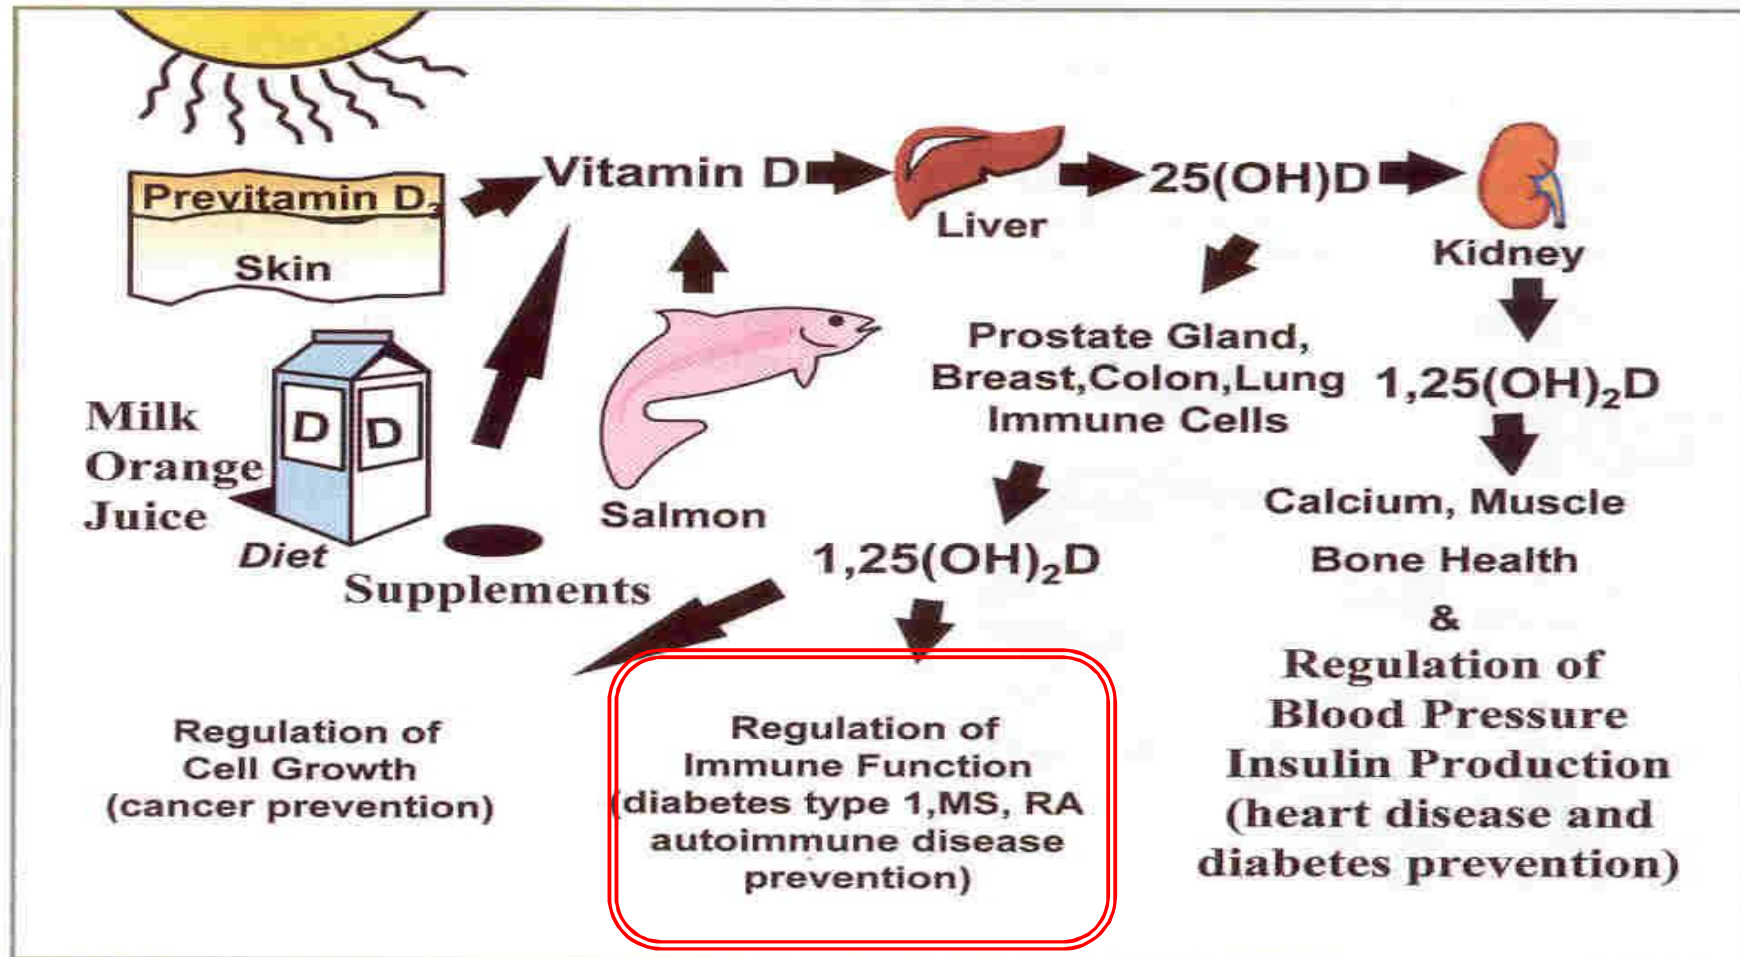 Previtamin D₃
Skin
Vitamin D
Liver
25(OH)D
Kidney
Milk
Orange
Juice
D
D
Diet
Supplements
Salmon
Prostate Gland,
Breast,Colon,Lung
Immune Cells
1,25(OH)₂D
1,25(OH)₂D
Calcium, Muscle
Bone Health
&
Regulation of
Blood Pressure
Insulin Production
(heart disease and
diabetes prevention)
Regulation of
Cell Growth
(cancer prevention)
Regulation of
Immune Function
(diabetes type 1,MS, RA
autoimmune disease
prevention)